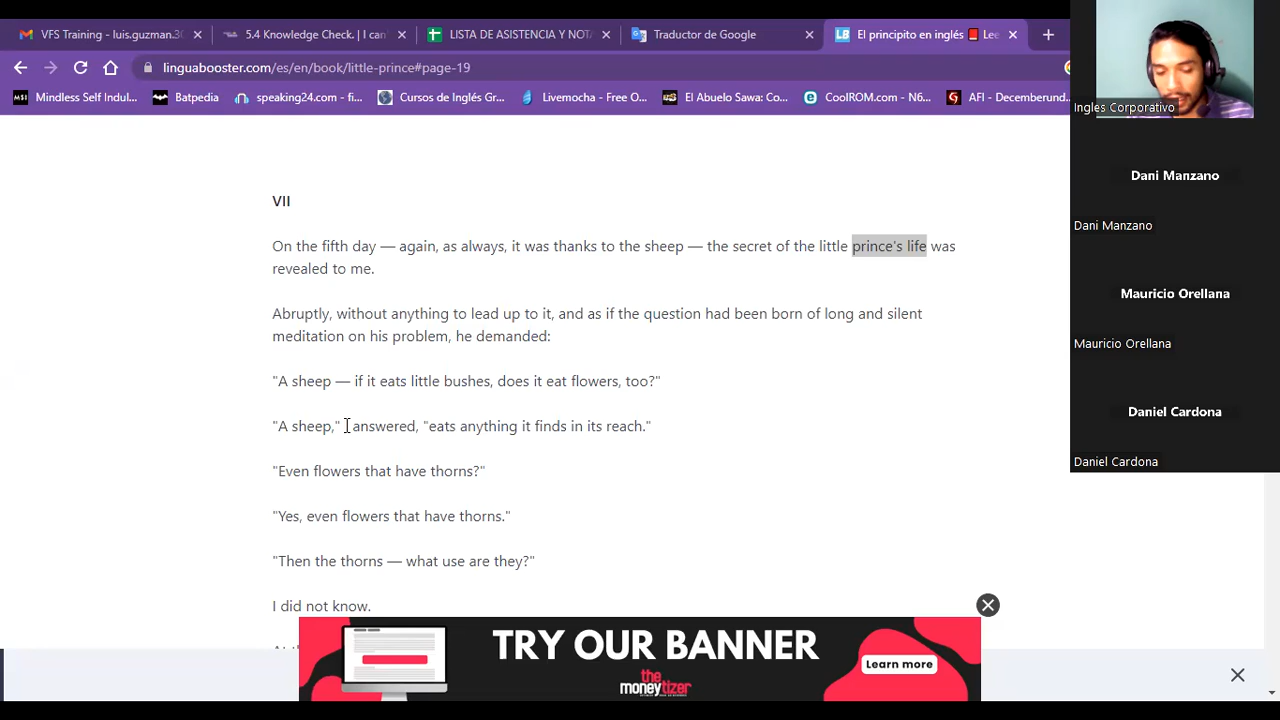 VFS Training - luis.guzman.30
5.4 Knowledge Check. | I can'
LISTA DE ASISTENCIA Y NOTA
Traductor de Google
El principito en inglés 📕 Lee
linguabooster.com/es/en/book/little-prince#page-19
Mindless Self Indul...
Batpedia
speaking24.com - fi...
Cursos de Inglés Gr...
Livemocha - Free O...
El Abuelo Sawa: Co...
CoolROM.com - N6...
AFI - Decemberund...
Ingles Corporativo
Dani Manzano
Dani Manzano
Mauricio Orellana
Mauricio Orellana
Daniel Cardona
Daniel Cardona
VII
On the fifth day — again, as always, it was thanks to the sheep — the secret of the little prince's life was
revealed to me.
Abruptly, without anything to lead up to it, and as if the question had been born of long and silent
meditation on his problem, he demanded:
"A sheep — if it eats little bushes, does it eat flowers, too?"
"A sheep," I answered, "eats anything it finds in its reach."
"Even flowers that have thorns?"
"Yes, even flowers that have thorns."
"Then the thorns — what use are they?"
I did not know.
TRY OUR BANNER
the
moneytizer
Learn more